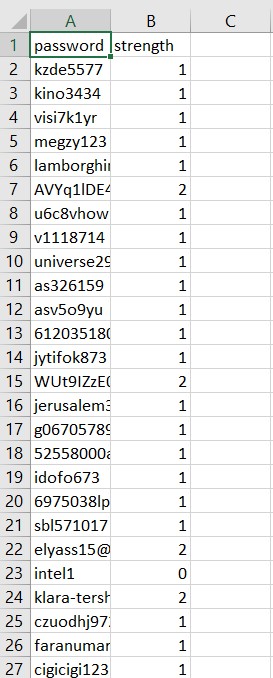 A B C
1 password strength
2 kzde5577 1
3 kino3434 1
4 visi7k1yr 1
5 megzy123 1
6 lamborghin 1
7 AVYq1lDE4 2
8 u6c8vhow 1
9 v1118714 1
10 universe29 1
11 as326159 1
12 asv5o9yu 1
13 612035180 1
14 jytifok873 1
15 WUt9IZzE0 2
16 jerusalem3 1
17 g06705789 1
18 52558000a 1
19 idofo673 1
20 6975038lp 1
21 sbl571017 1
22 elyass15@ 2
23 intel1 0
24 klara-tersh 2
25 czuodhj97 1
26 faranumar 1
27 cigicigi123 1